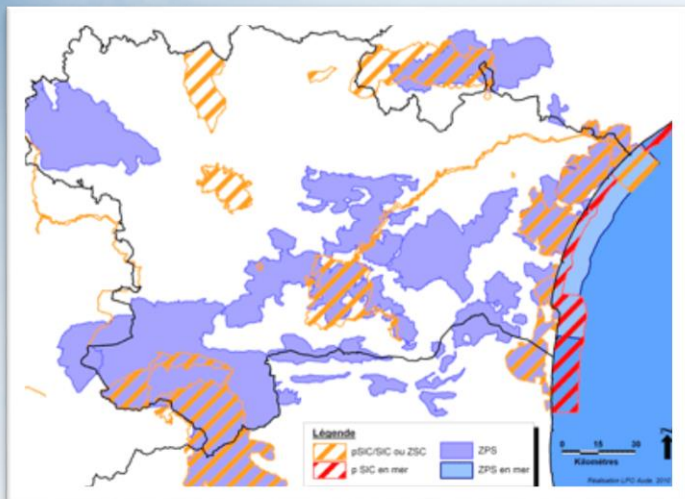 Légende
pSIC/SIC ou ZSC
ZPS
p SIC en mer
ZPS en mer
0 15 30
Kilomètres
Réalisation LPO Aude, 2010